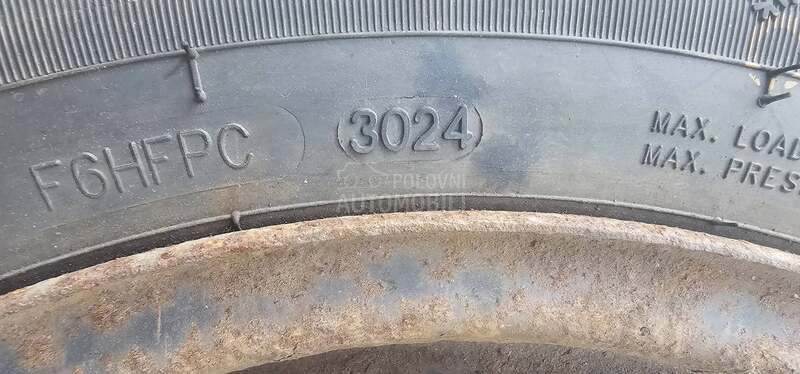 F6HFPC
3024
MAX. LOAD
MAX. PRES
POLOVNI
AUTOMOBILI